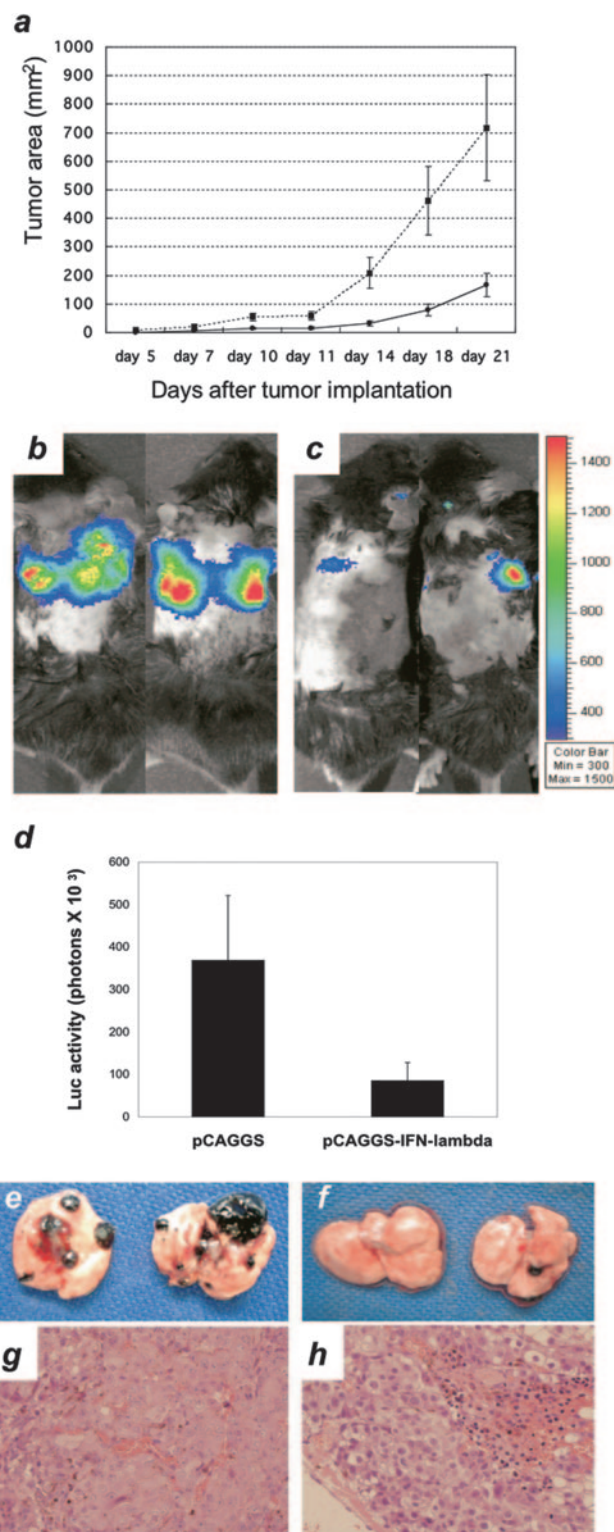 a
Tumor area (mm2)
1000
900
800
700
600
500
400
300
200
100
0
day 5 day 7 day 10 day 11 day 14 day 18 day 21
Days after tumor implantation
b
c
1400
1200
1000
800
600
400
Color Bar
Min = 300
Max = 1500
d
Luc activity (photons X 10 3)
600
500
400
300
200
100
0
pCAGGS pCAGGS-IFN-lambda
e
f
g
h